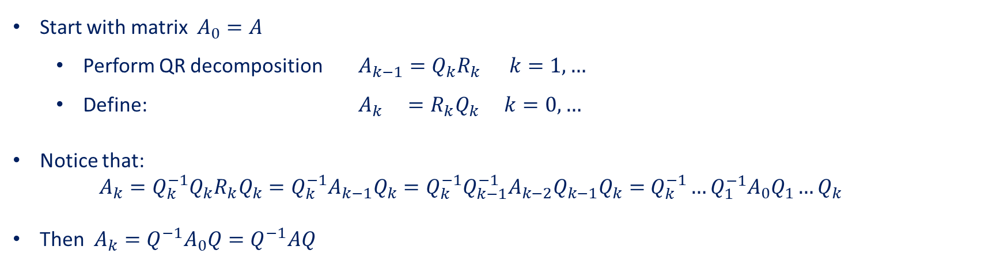 • Start with matrix $A_0 = A$
• Perform QR decomposition $A_{k-1} = Q_k R_k$ $k = 1, \ldots$
• Define: $A_k = R_k Q_k$ $k = 0, \ldots$
• Notice that:
$A_k = Q_k^{-1} Q_k R_k Q_k = Q_k^{-1} A_{k-1} Q_k = Q_k^{-1} Q_{k-1}^{-1} A_{k-2} Q_{k-1} Q_k = Q_k^{-1} \ldots Q_1^{-1} A_0 Q_1 \ldots Q_k$
• Then $A_k = Q^{-1} A_0 Q = Q^{-1} A Q$